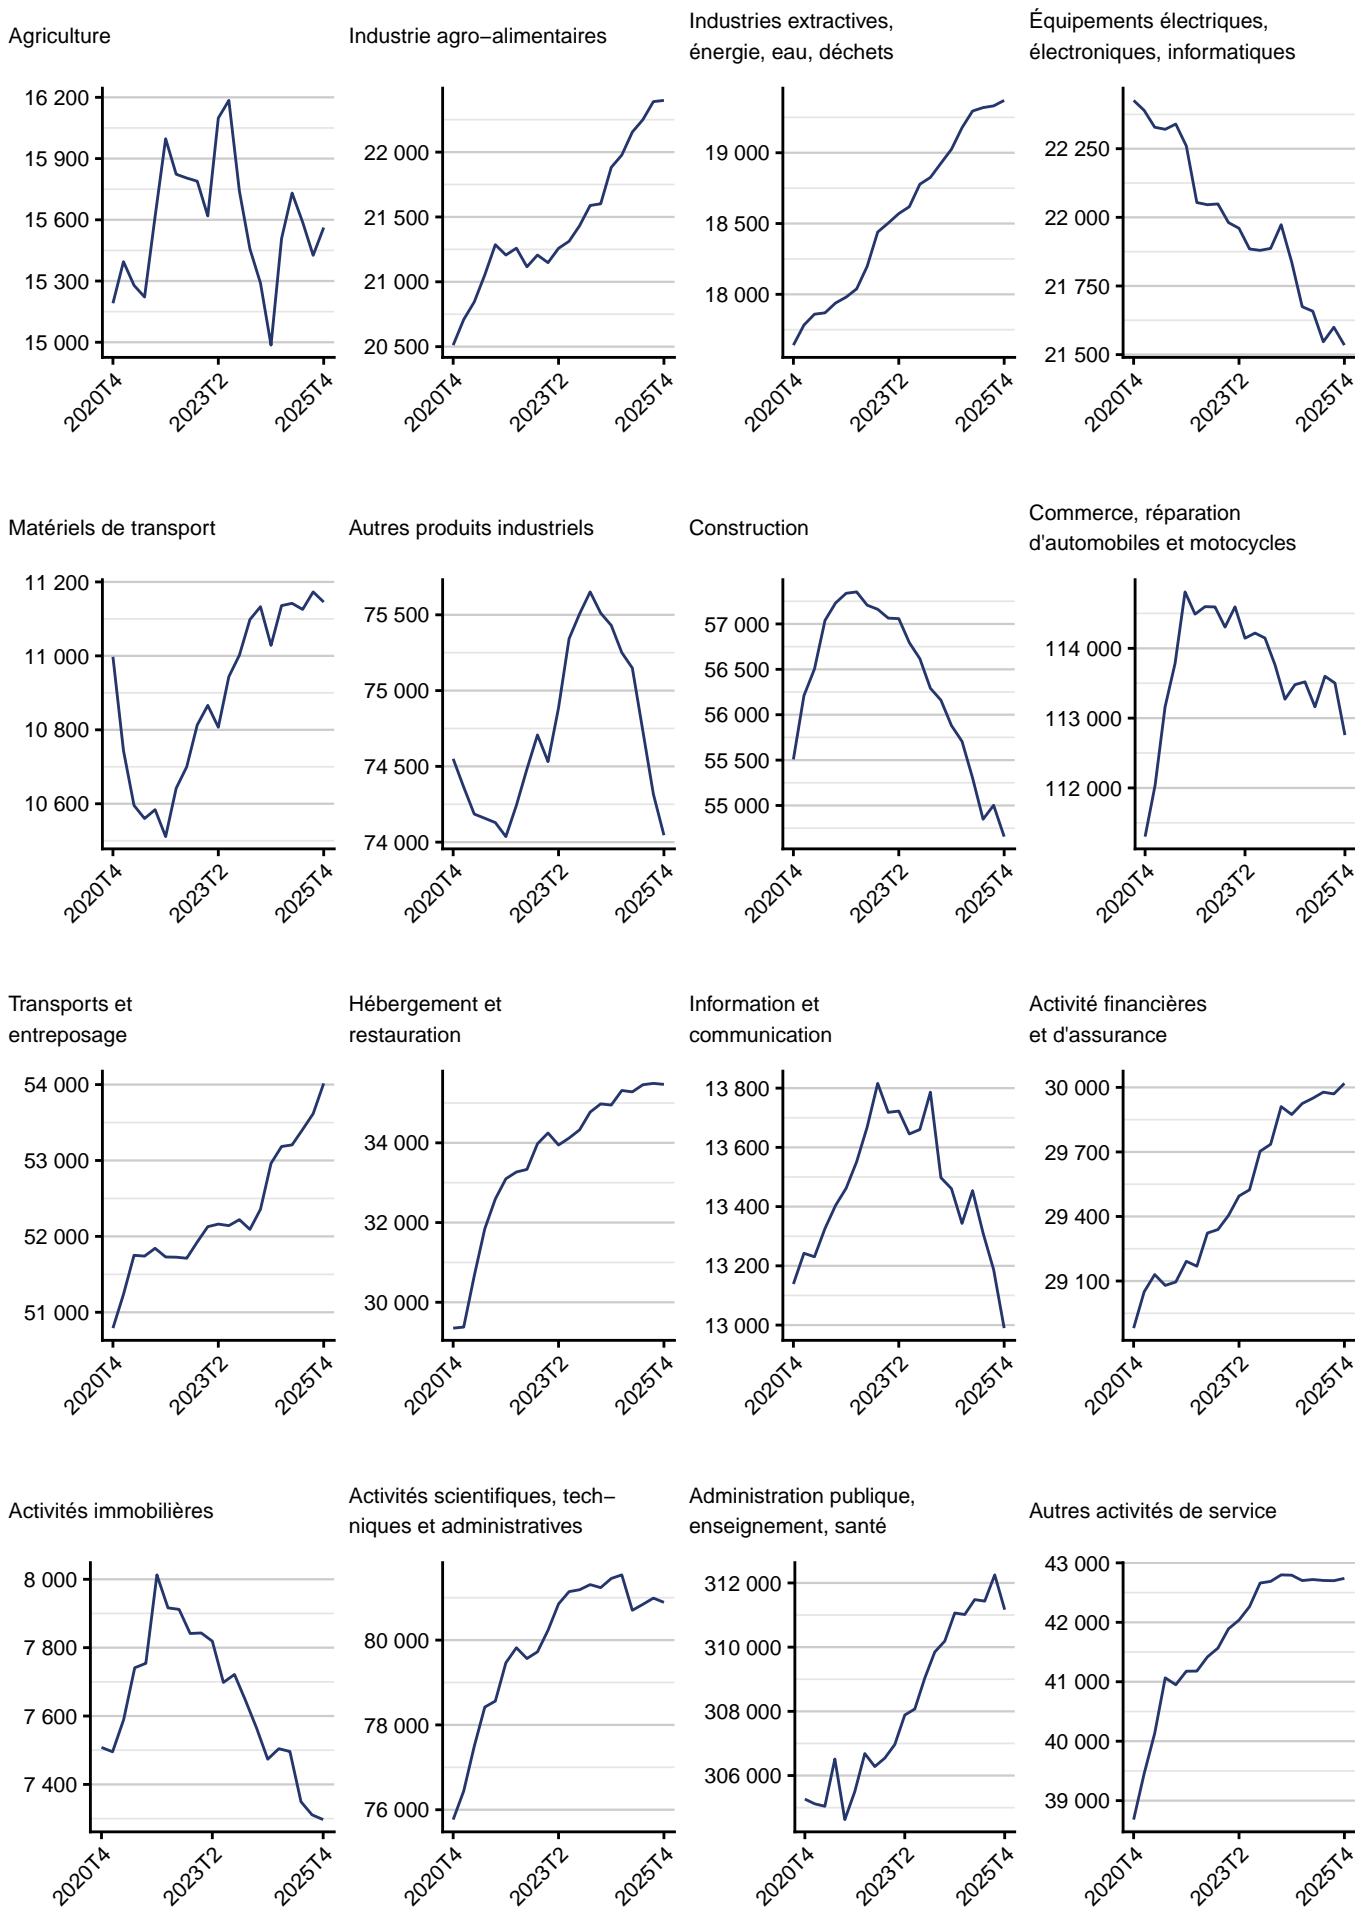 Agriculture
16 200
15 900
15 600
15 300
15 000
2020T4
2023T2
2025T4
Industrie agro−alimentaires
22 000
21 500
21 000
20 500
2020T4
2023T2
2025T4
Industries extractives,
énergie, eau, déchets
19 000
18 500
18 000
2020T4
2023T2
2025T4
Équipements électriques,
électroniques, informatiques
22 250
22 000
21 750
21 500
2020T4
2023T2
2025T4
Matériels de transport
11 200
11 000
10 800
10 600
2020T4
2023T2
2025T4
Autres produits industriels
75 500
75 000
74 500
74 000
2020T4
2023T2
2025T4
Construction
57 000
56 500
56 000
55 500
55 000
2020T4
2023T2
2025T4
Commerce, réparation
d'automobiles et motocycles
114 000
113 000
112 000
2020T4
2023T2
2025T4
Transports et
entreposage
54 000
53 000
52 000
51 000
2020T4
2023T2
2025T4
Hébergement et
restauration
34 000
32 000
30 000
2020T4
2023T2
2025T4
Information et
communication
13 800
13 600
13 400
13 200
13 000
2020T4
2023T2
2025T4
Activité financières
et d'assurance
30 000
29 700
29 400
29 100
2020T4
2023T2
2025T4
Activités immobilières
8 000
7 800
7 600
7 400
2020T4
2023T2
2025T4
Activités scientifiques, tech−
niques et administratives
80 000
78 000
76 000
2020T4
2023T2
2025T4
Administration publique,
enseignement, santé
312 000
310 000
308 000
306 000
2020T4
2023T2
2025T4
Autres activités de service
43 000
42 000
41 000
40 000
39 000
2020T4
2023T2
2025T4